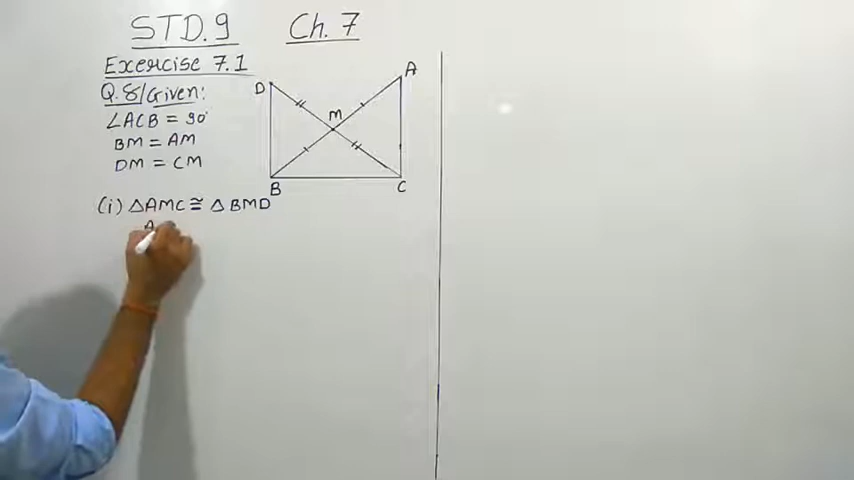 STD.9 Ch.7
Exercise 7.1
Q.8/Given:
∠ACB = 90°
BM = AM
DM = CM
D
M
A
B
C
(i) △AMC ≅ △BMD
A